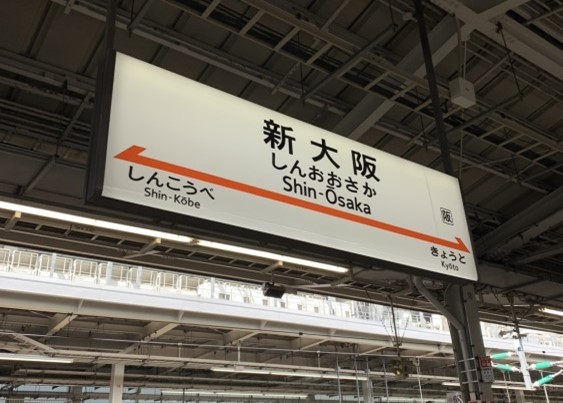 新大阪
しんおおさか
Shin-Ōsaka
しんこうべ
Shin-Kōbe
阪
きょうと
Kyōto